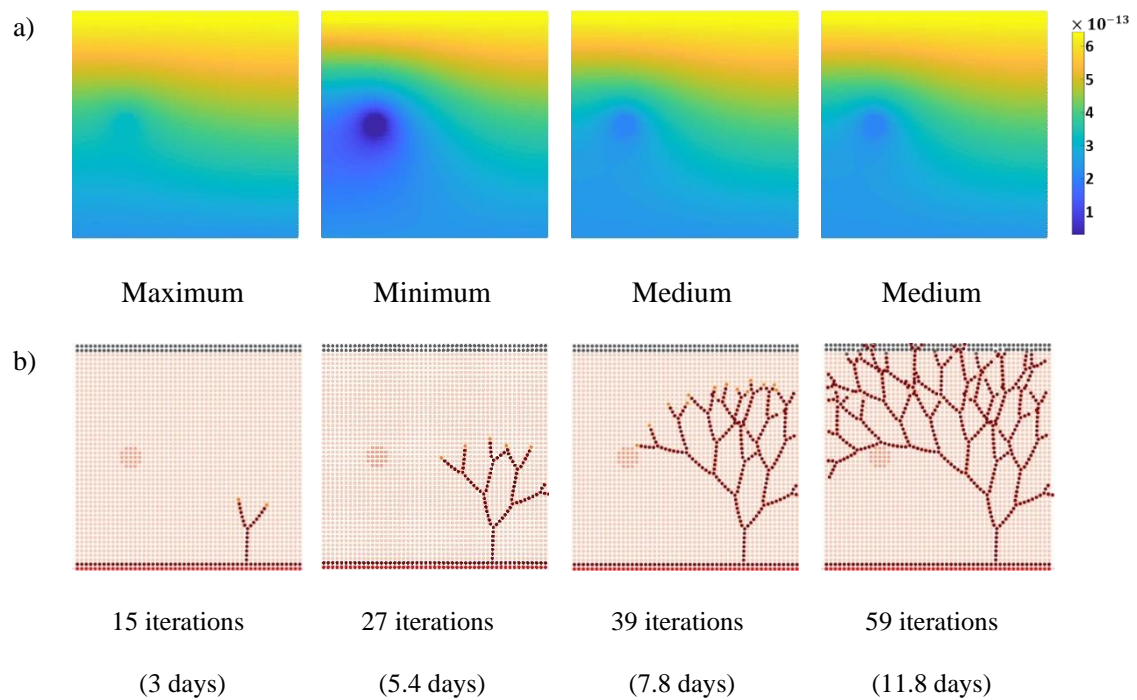 a)
× 10⁻¹³
6
5
4
3
2
1
Maximum Minimum Medium Medium
b)
15 iterations 27 iterations 39 iterations 59 iterations
(3 days) (5.4 days) (7.8 days) (11.8 days)